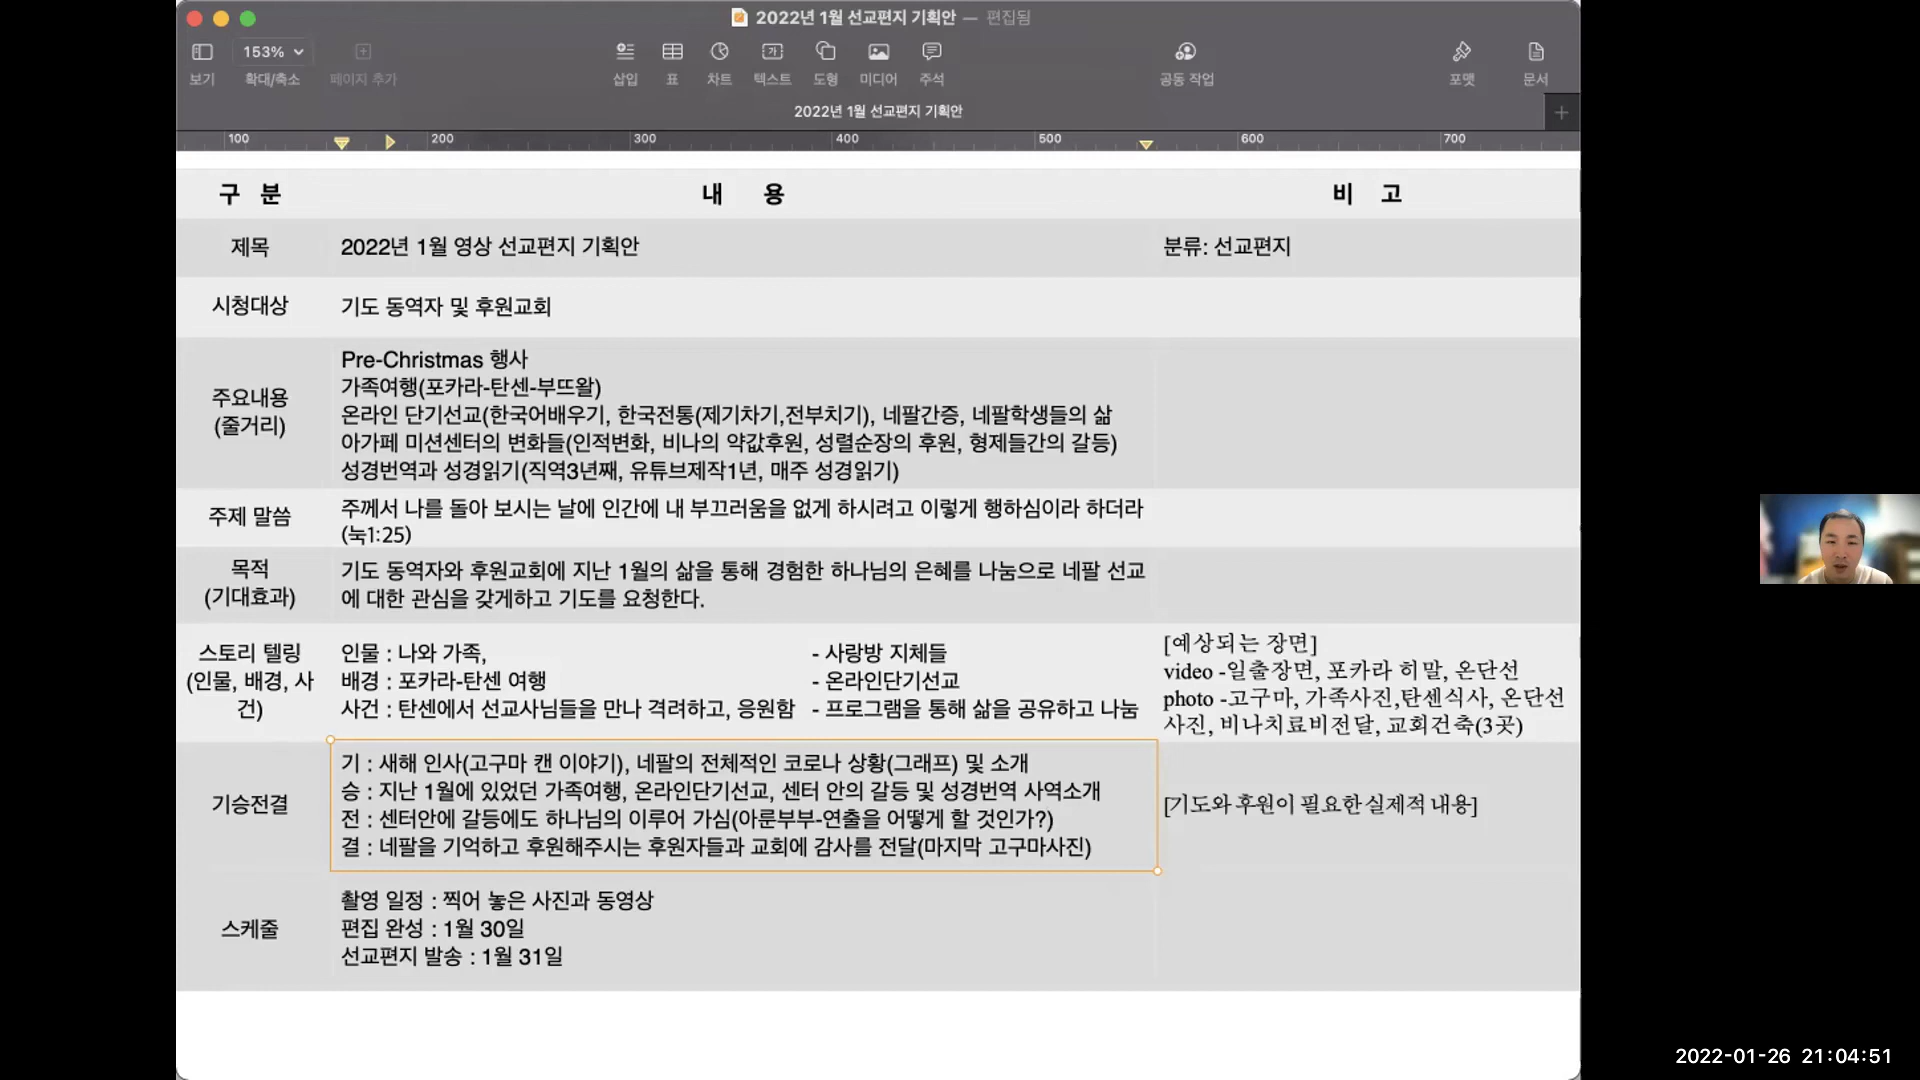 2022년 1월 선교편지 기획안 — 편집됨
153%
보기 확대/축소 페이지 추가 삽입 표 차트 텍스트 도형 미디어 주석 공동 작업 포맷 문서
2022년 1월 선교편지 기획안
100 200 300 400 500 600 700
구 분 내 용 비 고
제목 2022년 1월 영상 선교편지 기획안 분류: 선교편지
시청대상 기도 동역자 및 후원교회
주요내용
(줄거리)
Pre-Christmas 행사
가족여행(포카라-탄센-부뜨왈)
온라인 단기선교(한국어배우기, 한국전통(제기차기,전부치기), 네팔간증, 네팔학생들의 삶
아가페 미션센터의 변화들(인적변화, 비나의 약값후원, 성렬순장의 후원, 형제들간의 갈등)
성경번역과 성경읽기(직역3년째, 유튜브제작1년, 매주 성경읽기)
주제 말씀
주께서 나를 돌아 보시는 날에 인간에 내 부끄러움을 없게 하시려고 이렇게 행하심이라 하더라
(눅1:25)
목적
(기대효과)
기도 동역자와 후원교회에 지난 1월의 삶을 통해 경험한 하나님의 은혜를 나눔으로 네팔 선교
에 대한 관심을 갖게하고 기도를 요청한다.
스토리 텔링
(인물, 배경, 사
건)
인물 : 나와 가족, - 사랑방 지체들
배경 : 포카라-탄센 여행 - 온라인단기선교
사건 : 탄센에서 선교사님들을 만나 격려하고, 응원함 - 프로그램을 통해 삶을 공유하고 나눔
[예상되는 장면]
video -일출장면, 포카라 히말, 온단선
photo -고구마, 가족사진,탄센식사, 온단선
사진, 비나치료비전달, 교회건축(3곳)
기승전결
기 : 새해 인사(고구마 캔 이야기), 네팔의 전체적인 코로나 상황(그래프) 및 소개
승 : 지난 1월에 있었던 가족여행, 온라인단기선교, 센터 안의 갈등 및 성경번역 사역소개
전 : 센터안에 갈등에도 하나님의 이루어 가심(아룬부부-연출을 어떻게 할 것인가?)
결 : 네팔을 기억하고 후원해주시는 후원자들과 교회에 감사를 전달(마지막 고구마사진)
[기도와 후원이 필요한 실제적 내용]
스케줄
촬영 일정 : 찍어 놓은 사진과 동영상
편집 완성 : 1월 30일
선교편지 발송 : 1월 31일
2022-01-26 21:04:51